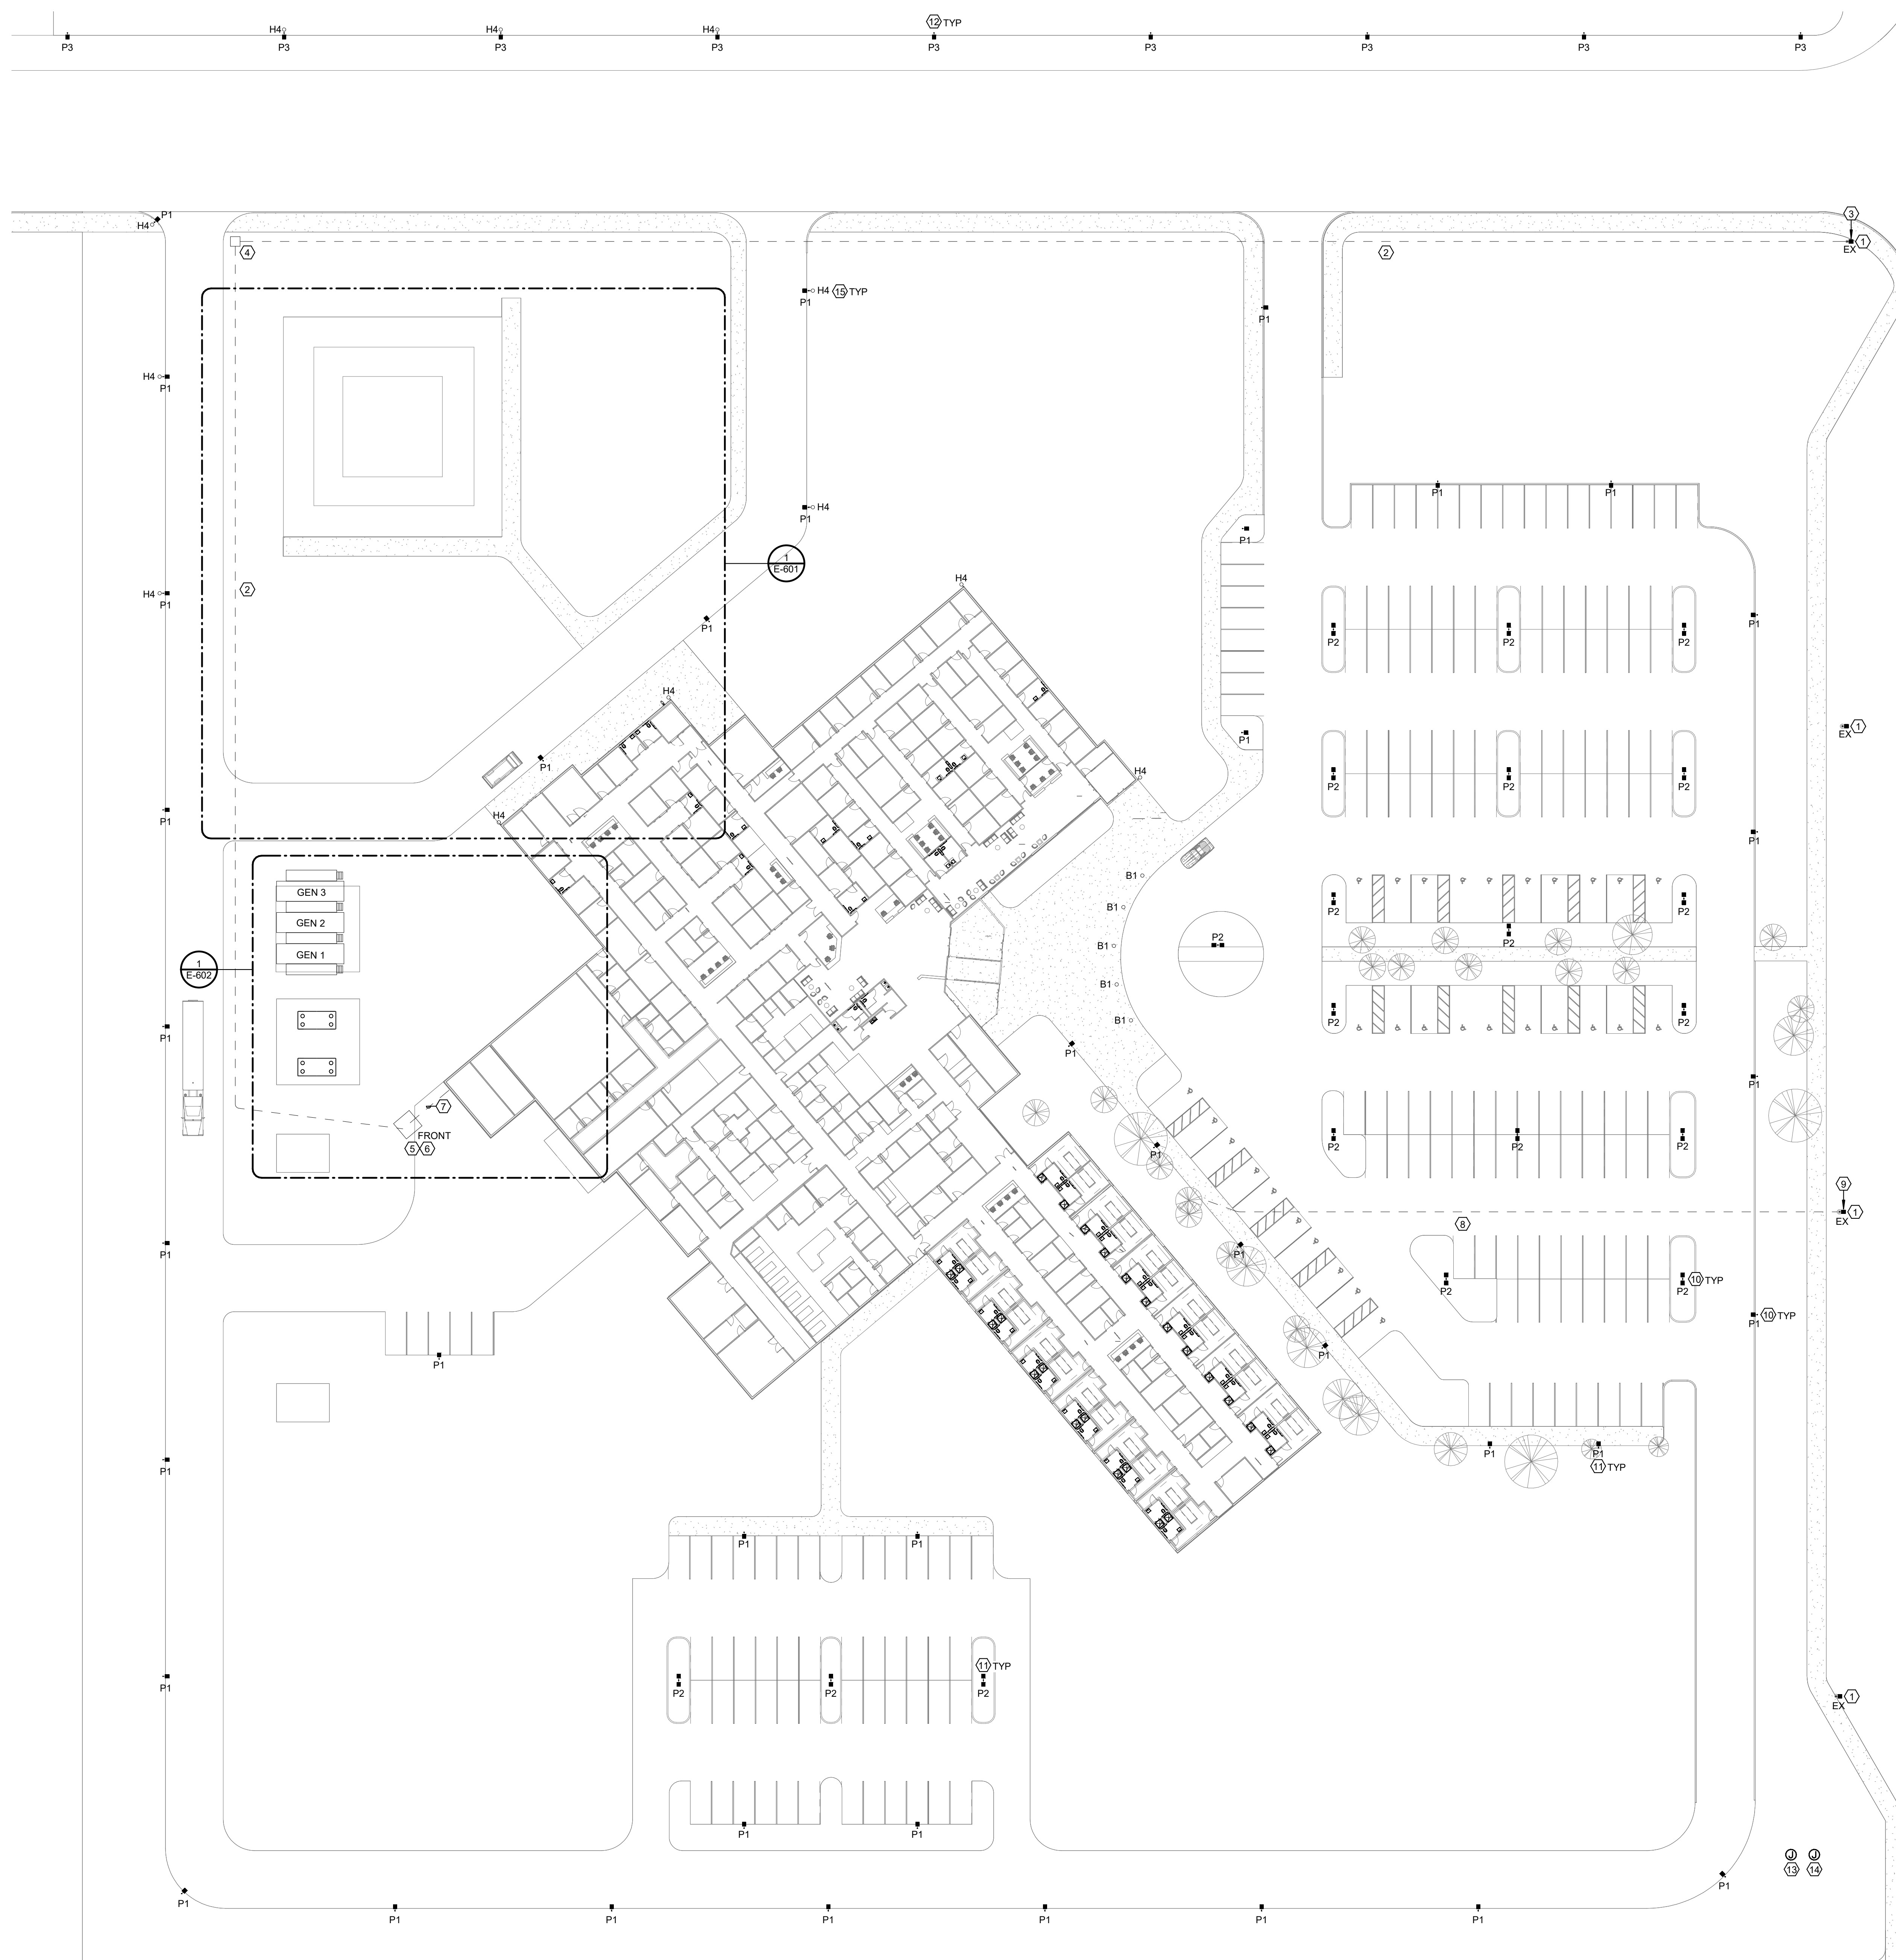 12 TYP
H4 H4 H4
P3 P3 P3 P3 P3 P3 P3 P3 P3
P1
H4
3
1
EX
4
2
H4 15 TYP
P1
P1
H4
P1
P1 P1
H4
P1
P1
1
E-601
H4
2
H4
P1
P1
P1
P2 P2 P2
H4
EX 1
P1
P1
H4
P2 P2 P2
P1
H4
P1
B1
GEN 3
P2 P2
B1
GEN 2
P2
P2
B1
GEN 1
1
E-602
B1
P2 P2
B1
P1
P1
P1
7
FRONT
5 6
P2 P2 P2
P1
9
1
EX
8
P1
P1
P2
10 TYP
P2
10 TYP
P1
P1
P1
P1 P1
11 TYP
P1
P1 P1
11 TYP
P2 P2 P2
P1
1
EX
P1 P1
J J
13 14
P1
P1
P1 P1 P1 P1 P1 P1